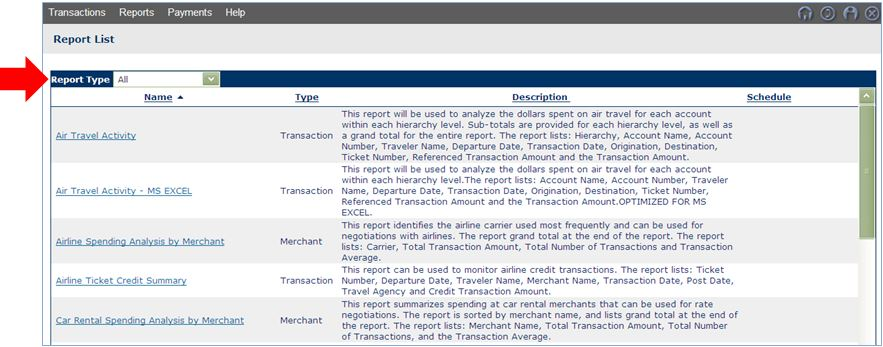 Transactions Reports Payments Help
Report List
Report Type All
Name Type Description Schedule
Air Travel Activity
Transaction
This report will be used to analyze the dollars spent on air travel for each account
within each hierarchy level. Sub-totals are provided for each hierarchy level, as well as
a grand total for the entire report. The report lists: Hierarchy, Account Name, Account
Number, Traveler Name, Departure Date, Transaction Date, Origination, Destination,
Ticket Number, Referenced Transaction Amount and the Transaction Amount.
Air Travel Activity - MS EXCEL
Transaction
This report will be used to analyze the dollars spent on air travel for each account
within each hierarchy level.The report lists: Account Name, Account Number, Traveler
Name, Departure Date, Transaction Date, Origination, Destination, Ticket Number,
Referenced Transaction Amount and the Transaction Amount.OPTIMIZED FOR MS
EXCEL.
Airline Spending Analysis by Merchant
Merchant
This report identifies the airline carrier used most frequently and can be used for
negotiations with airlines. The report grand total at the end of the report. The report
lists: Carrier, Total Transaction Amount, Total Number of Transactions and Transaction
Average.
Airline Ticket Credit Summary
Transaction
This report can be used to monitor airline credit transactions. The report lists: Ticket
Number, Departure Date, Traveler Name, Merchant Name, Transaction Date, Post Date,
Travel Agency and Credit Transaction Amount.
Car Rental Spending Analysis by Merchant
Merchant
This report summarizes spending at car rental merchants that can be used for rate
negotiations. The report is sorted by merchant name, and lists grand total at the end of
the report. The report lists: Merchant Name, Total Transaction Amount, Total Number
of Transactions, and the Transaction Average.